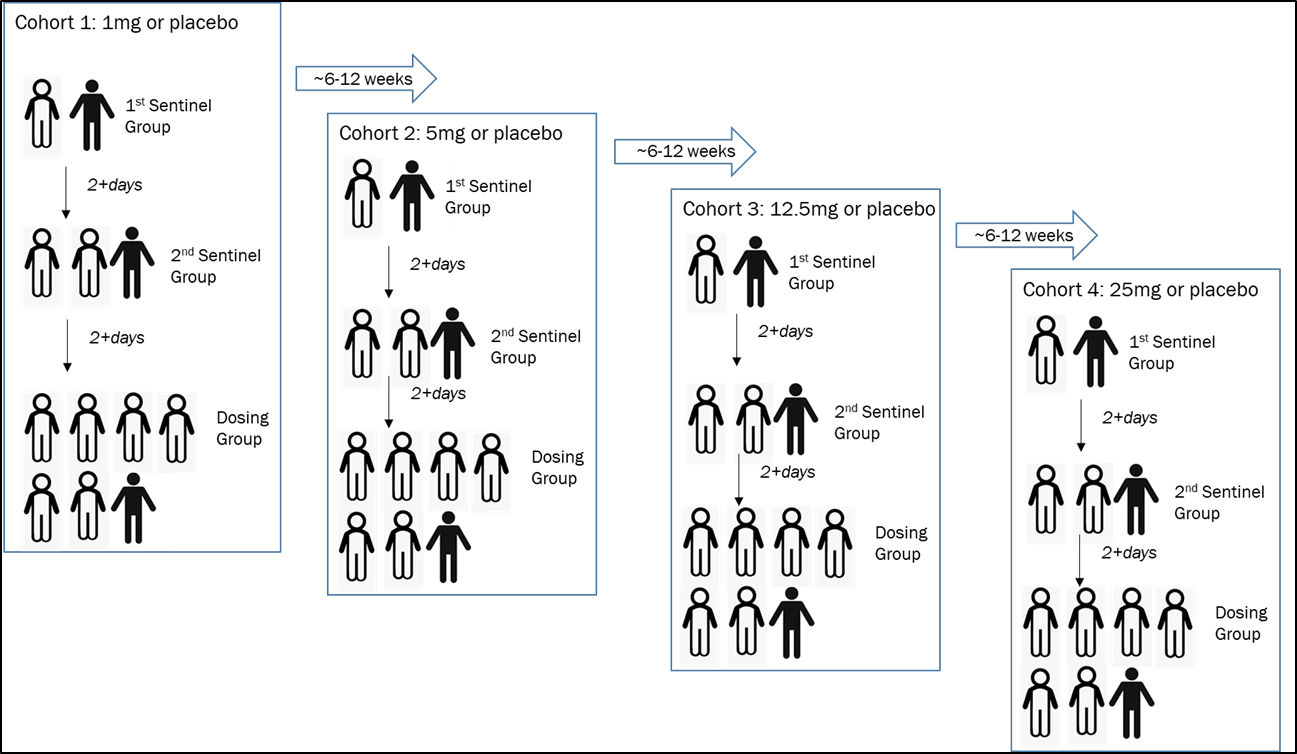 Cohort 1: 1mg or placebo
1st Sentinel
Group
2+days
2nd Sentinel
Group
2+days
Dosing
Group
~6-12 weeks
Cohort 2: 5mg or placebo
1st Sentinel
Group
2+days
2nd Sentinel
Group
2+days
Dosing
Group
~6-12 weeks
Cohort 3: 12.5mg or placebo
1st Sentinel
Group
2+days
2nd Sentinel
Group
2+days
Dosing
Group
~6-12 weeks
Cohort 4: 25mg or placebo
1st Sentinel
Group
2+days
2nd Sentinel
Group
2+days
Dosing
Group